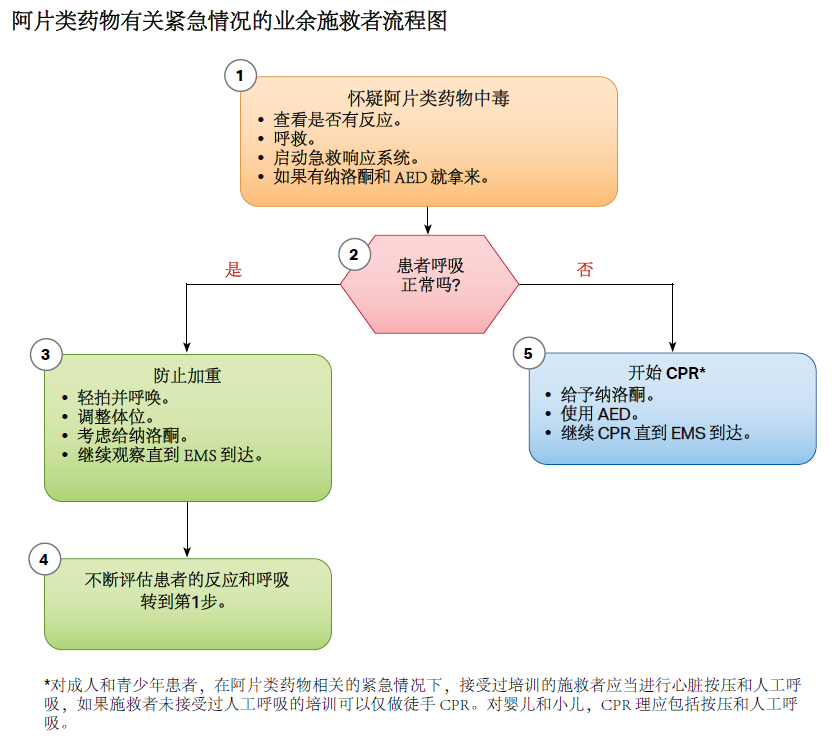 阿片类药物有关紧急情况的业余施救者流程图
1
怀疑阿片类药物中毒
• 查看是否有反应。
• 呼救。
• 启动急救响应系统。
• 如果有纳洛酮和 AED 就拿来。
2
患者呼吸
正常吗?
是
否
3
防止加重
• 轻拍并呼唤。
• 调整体位。
• 考虑给纳洛酮。
• 继续观察直到 EMS 到达。
5
开始 CPR*
• 给予纳洛酮。
• 使用 AED。
• 继续 CPR 直到 EMS 到达。
4
不断评估患者的反应和呼吸
转到第1步。
*对成人和青少年患者，在阿片类药物相关的紧急情况下，接受过培训的施救者应当进行心脏按压和人工呼
吸，如果施救者未接受过人工呼吸的培训可以仅做徒手 CPR。对婴儿和小儿，CPR 理应包括按压和人工呼
吸。